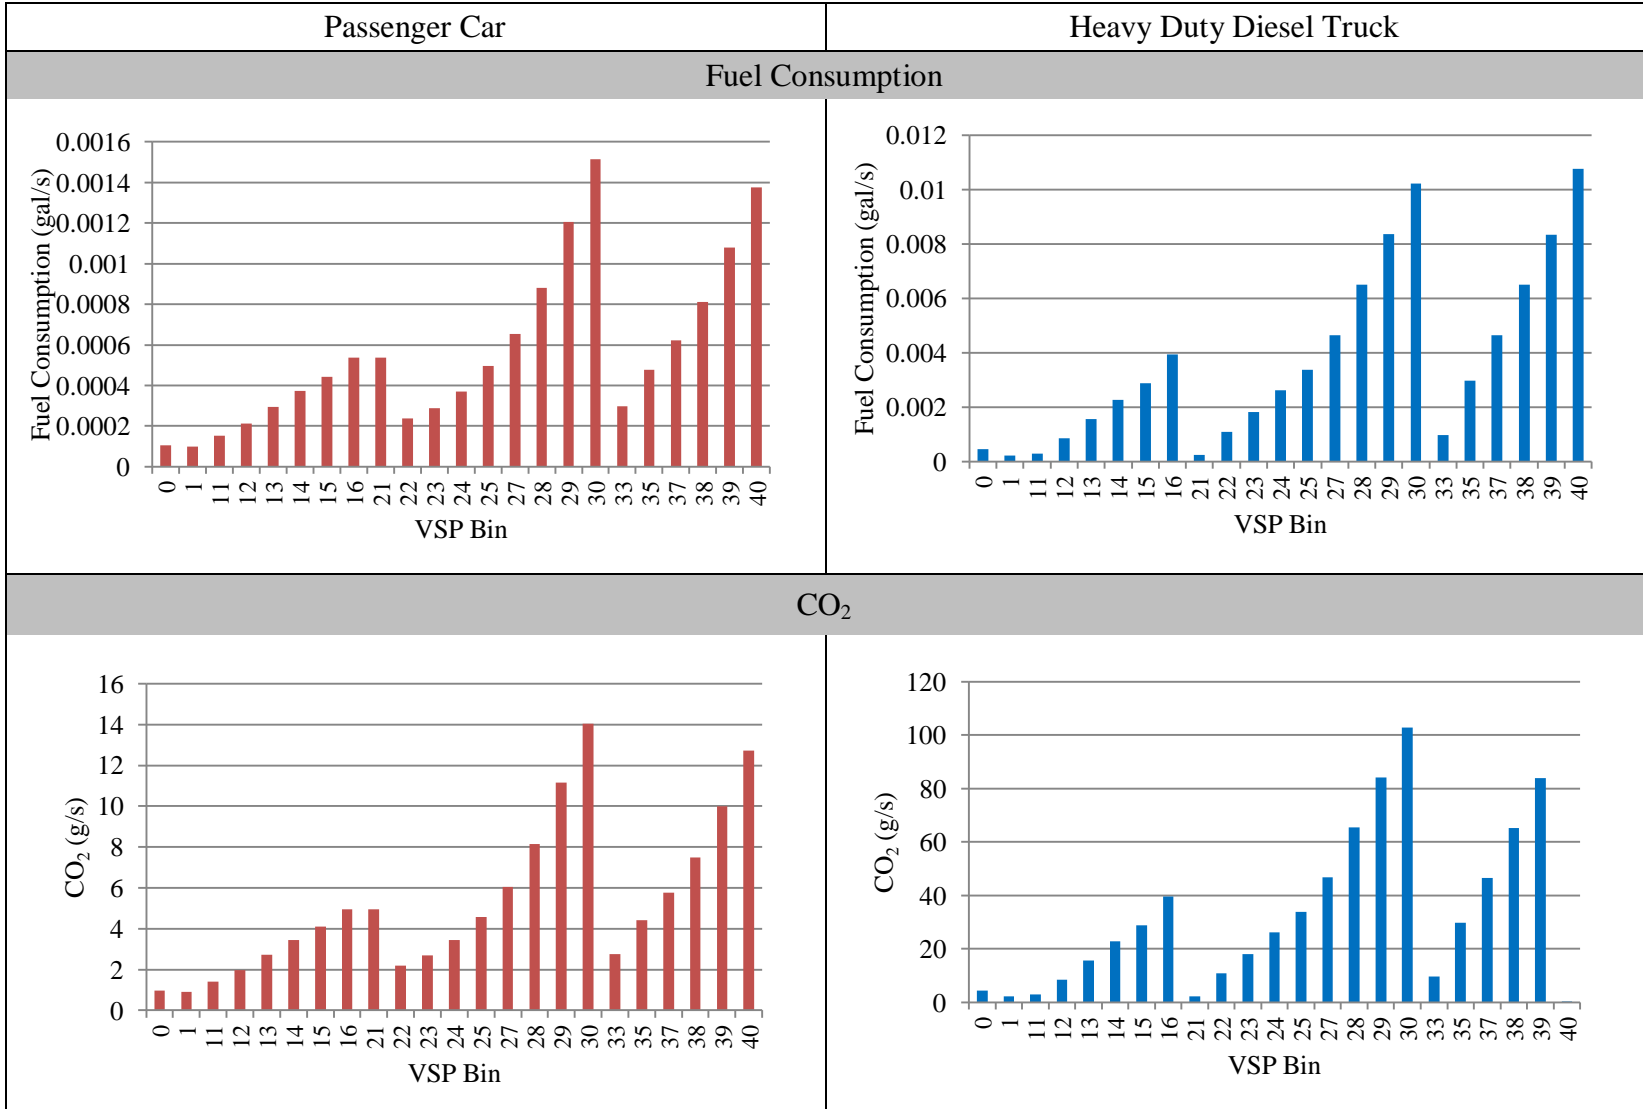 Passenger Car
Heavy Duty Diesel Truck
Fuel Consumption
Fuel Consumption (gal/s)
0.0016
0.0014
0.0012
0.001
0.0008
0.0006
0.0004
0.0002
0
0 1 11 12 13 14 15 16 21 22 23 24 25 27 28 29 30 33 35 37 38 39 40
VSP Bin
Fuel Consumption (gal/s)
0.012
0.01
0.008
0.006
0.004
0.002
0
0 1 11 12 13 14 15 16 21 22 23 24 25 27 28 29 30 33 35 37 38 39 40
VSP Bin
CO₂
CO₂ (g/s)
16
14
12
10
8
6
4
2
0
0 1 11 12 13 14 15 16 21 22 23 24 25 27 28 29 30 33 35 37 38 39 40
VSP Bin
CO₂ (g/s)
120
100
80
60
40
20
0
0 1 11 12 13 14 15 16 21 22 23 24 25 27 28 29 30 33 35 37 38 39 40
VSP Bin